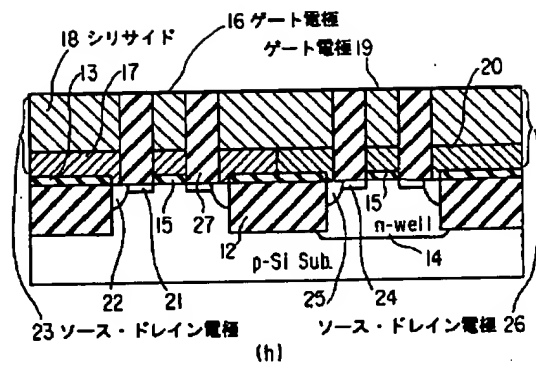 16 ゲート電極
18 シリサイド
ゲート電極 19
13 17 20
15 27 15
12
n-well
p-Si Sub.
14
22 21 25 24
23 ソース・ドレイン電極
ソース・ドレイン電極 26
(h)